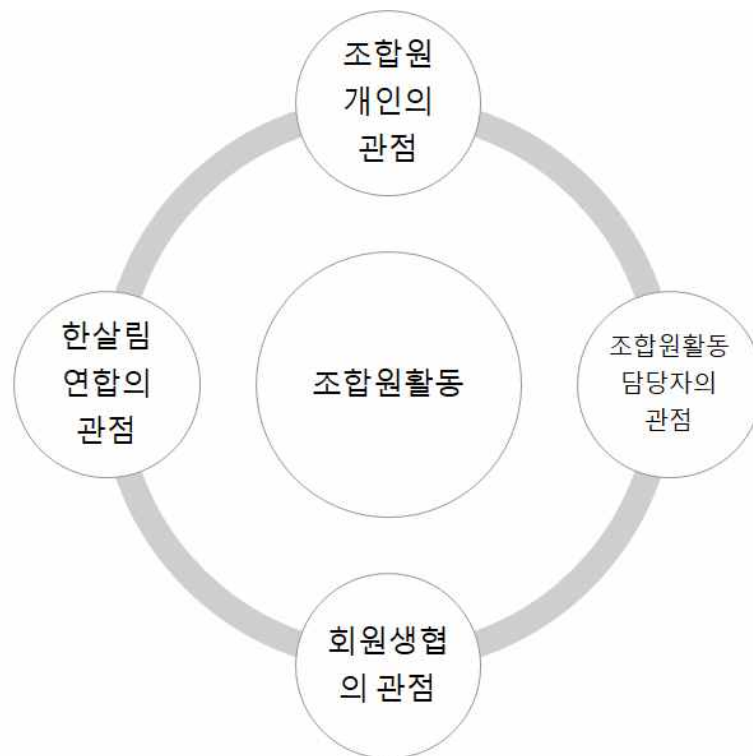 조합원
개인의
관점
한살림
연합의
관점
조합원활동
조합원활동
담당자의
관점
회원생협
의 관점